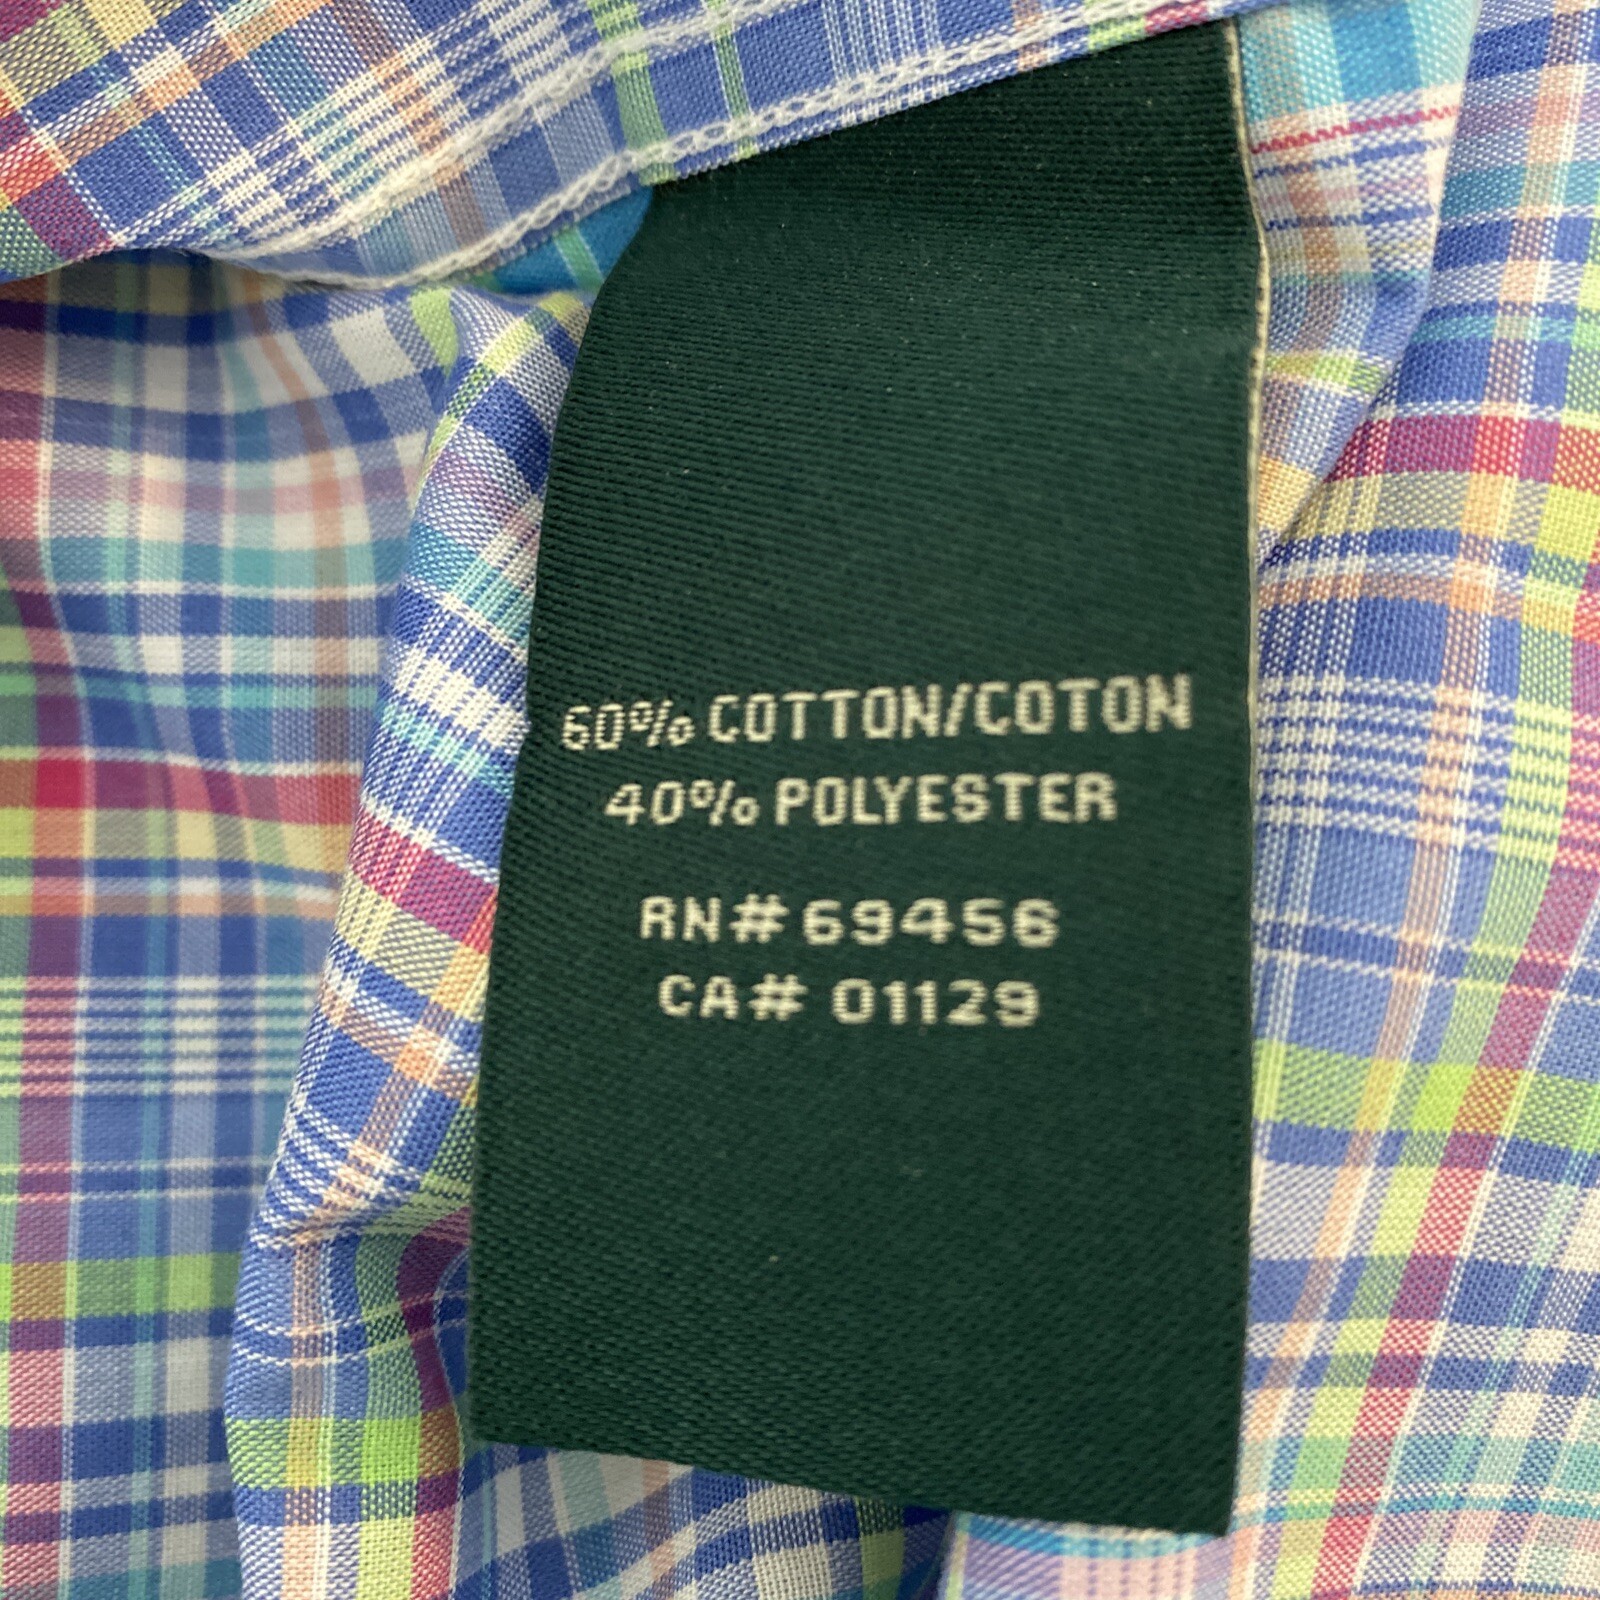 60% COTTON/COTON
40% POLYESTER
RN# 69456
CA# 01129